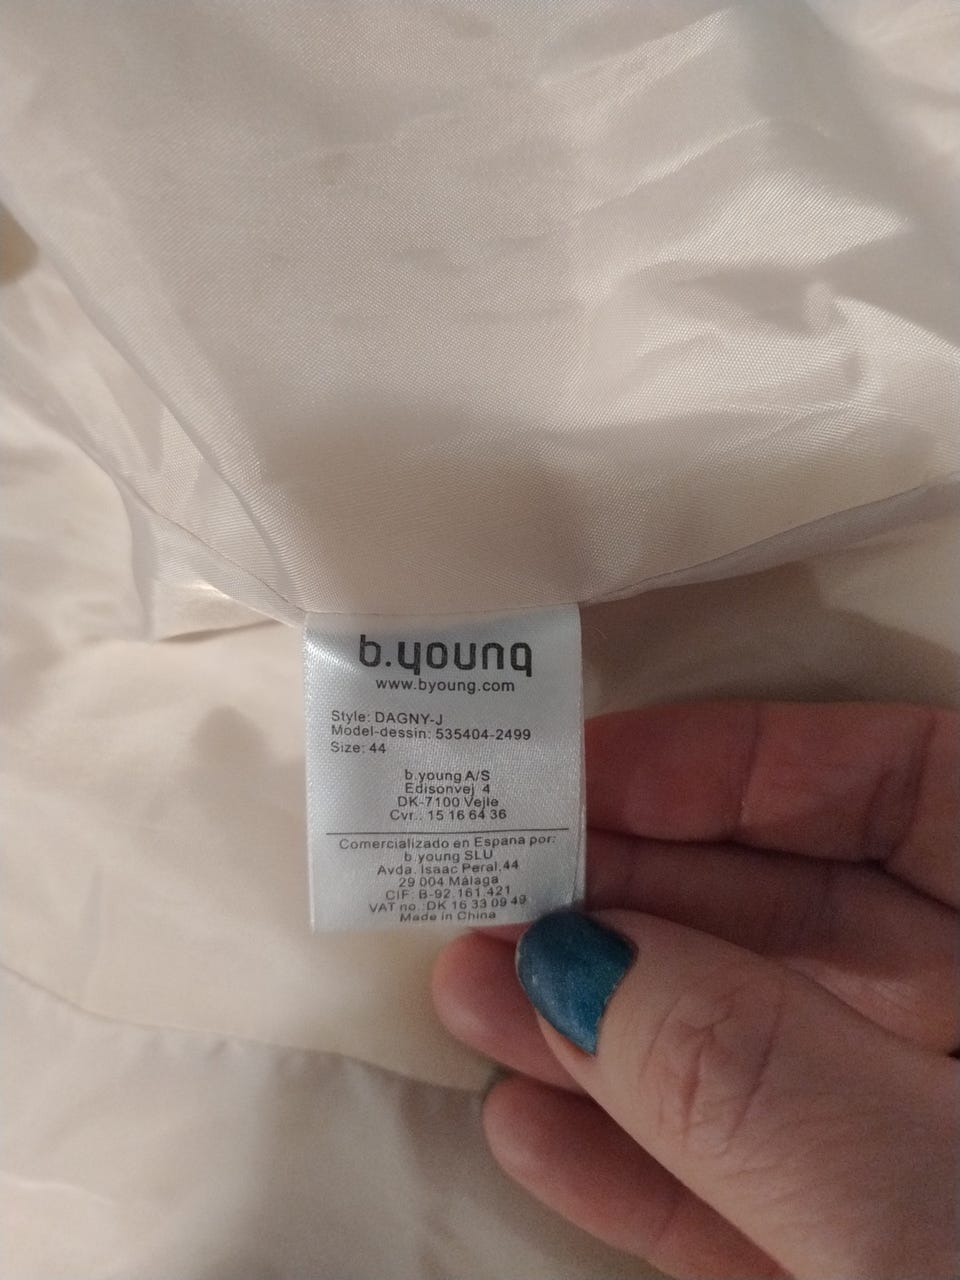 b.young
www.byoung.com
Style: DAGNY-J
Model-dessin: 535404-2499
Size: 44
b.young A/S
Edisonvej 4
DK-7100 Vejle
Cvr.: 15 16 64 36
Comercializado en Espana por:
b.young SLU
Avda. Isaac Peral,44
29 004 Málaga
CIF: B-92.161.421
VAT no.:DK 16 33 09 49
Made in China